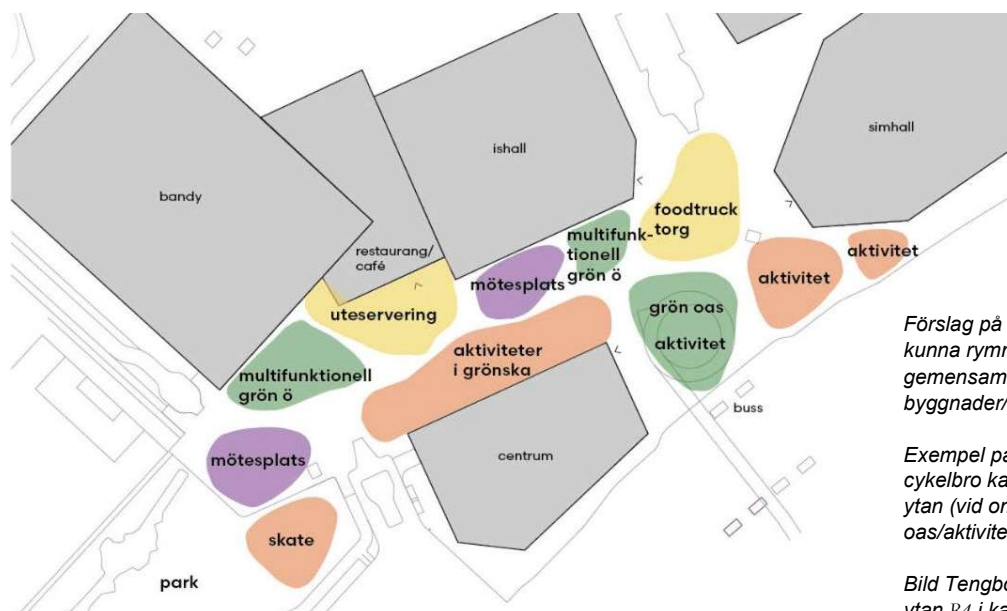 bandy
restaurang/
café
ishall
simhall
foodtruck
torg
multifunk-
tionell
grön ö
mötesplats
aktivitet
aktivitet
uteservering
grön oas
aktivitet
aktiviteter
i grönska
multifunktionell
grön ö
buss
centrum
mötesplats
skate
park
Förslag på
kunna rymm
gemensam
byggnader/
Exempel på
cykelbro ka
ytan (vid om
oas/aktivite
Bild Tengbo